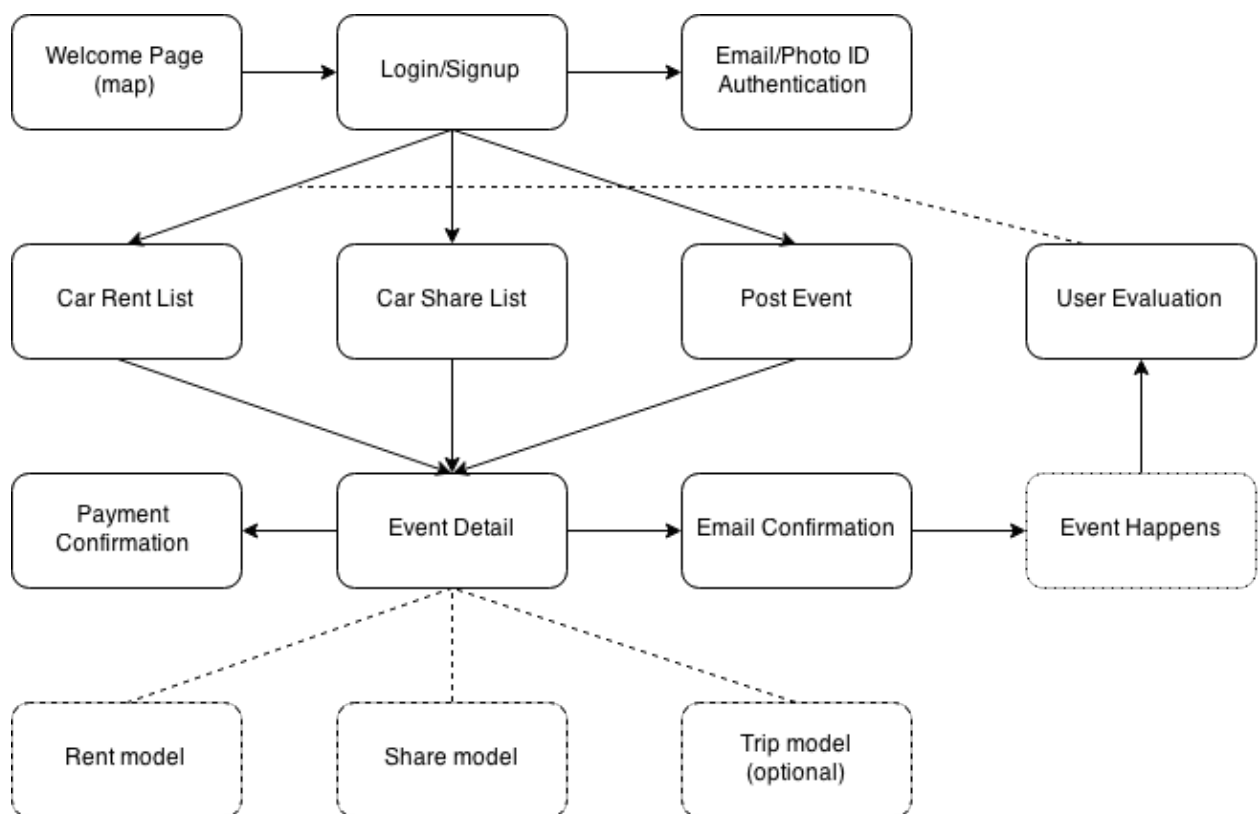 Welcome Page
(map)
Login/Signup
Email/Photo ID
Authentication
Car Rent List
Car Share List
Post Event
User Evaluation
Payment
Confirmation
Event Detail
Email Confirmation
Event Happens
Rent model
Share model
Trip model
(optional)